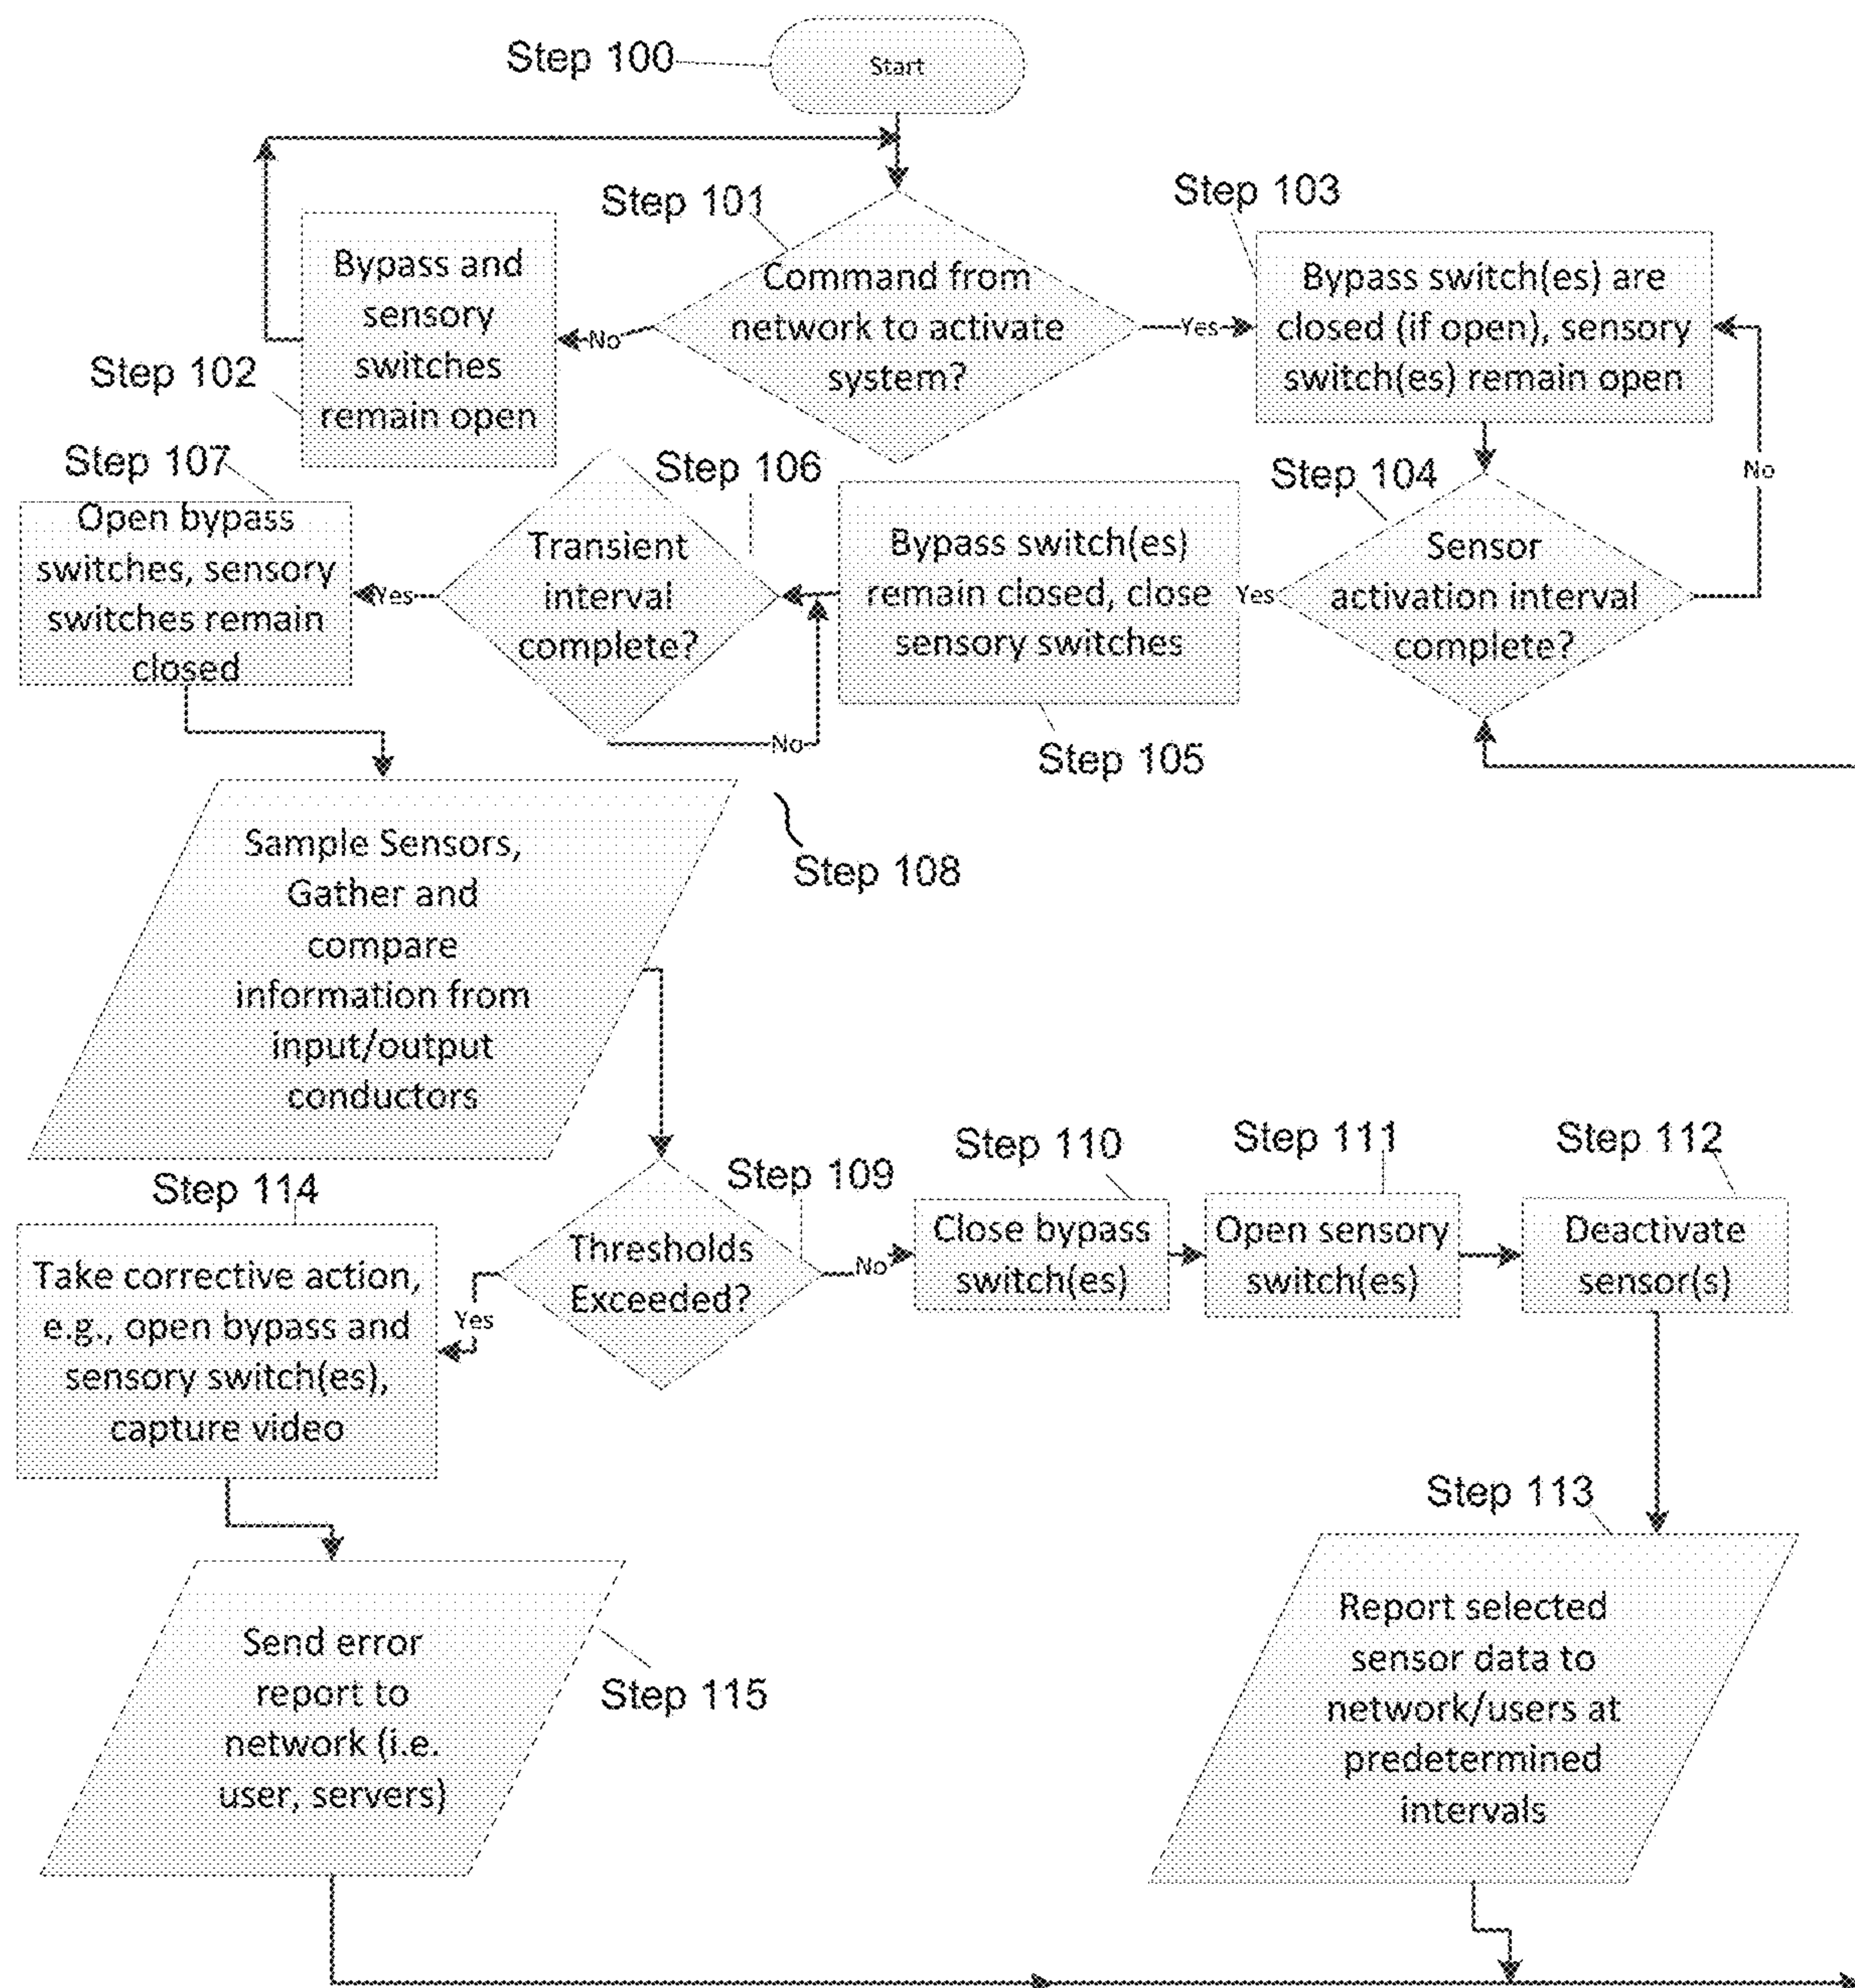 Step 100
Start
Step 101
Command from
network to activate
system?
No
Yes
Step 102
Bypass and
sensory
switches
remain open
Step 103
Bypass switch(es) are
closed (if open), sensory
switch(es) remain open
Step 104
Sensor
activation interval
complete?
No
Yes
Step 105
Bypass switch(es)
remain closed, close
sensory switches
Step 106
Transient
interval
complete?
No
Yes
Step 107
Open bypass
switches, sensory
switches remain
closed
Step 108
Sample Sensors,
Gather and
compare
information from
input/output
conductors
Step 109
Thresholds
Exceeded?
No
Yes
Step 110
Close bypass
switch(es)
Step 111
Open sensory
switch(es)
Step 112
Deactivate
sensor(s)
Step 113
Report selected
sensor data to
network/users at
predetermined
intervals
Step 114
Take corrective action,
e.g., open bypass and
sensory switch(es),
capture video
Step 115
Send error
report to
network (i.e.
user, servers)